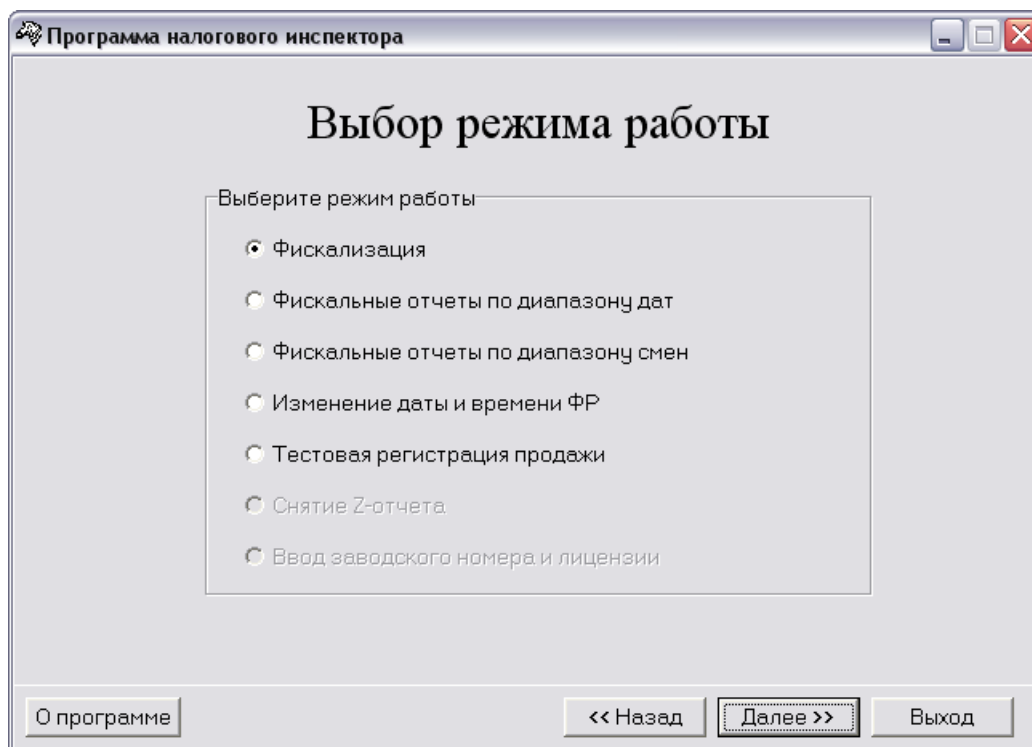 Программа налогового инспектора
Выбор режима работы
Выберите режим работы
Фискализация
Фискальные отчеты по диапазону дат
Фискальные отчеты по диапазону смен
Изменение даты и времени ФР
Тестовая регистрация продажи
Снятие Z-отчета
Ввод заводского номера и лицензии
О программе
<< Назад
Далее >>
Выход